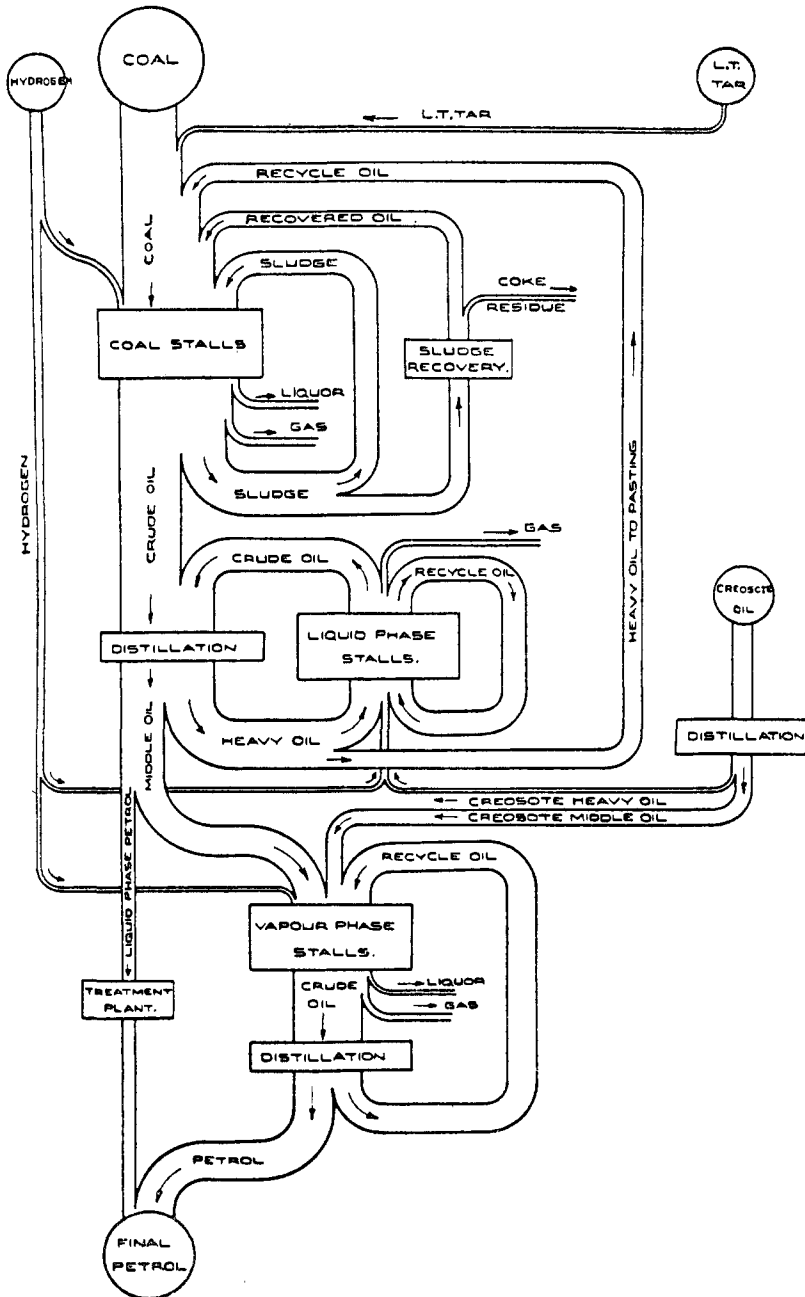 COAL
HYDROGEN
L.T.
TAR
L.T. TAR
RECYCLE OIL
RECOVERED OIL
COAL
SLUDGE
COKE
RESIDUE
COAL STALLS
SLUDGE
RECOVERY.
LIQUOR
GAS
SLUDGE
HYDROGEN
CRUDE OIL
HEAVY OIL TO PASTING
GAS
CRUDE OIL
RECYCLE OIL
CREOSOTE
OIL
DISTILLATION
LIQUID PHASE
STALLS.
HEAVY OIL
MIDDLE OIL
DISTILLATION
CREOSOTE HEAVY OIL
CREOSOTE MIDDLE OIL
LIQUID PHASE PETROL
RECYCLE OIL
VAPOUR PHASE
STALLS.
TREATMENT
PLANT.
CRUDE
OIL
LIQUOR
GAS
DISTILLATION
PETROL
FINAL
PETROL